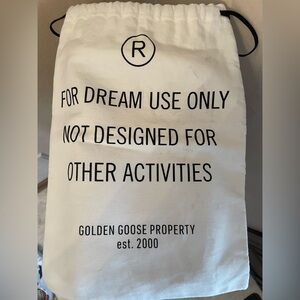 R
FOR DREAM USE ONLY
NOT DESIGNED FOR
OTHER ACTIVITIES
GOLDEN GOOSE PROPERTY
est. 2000